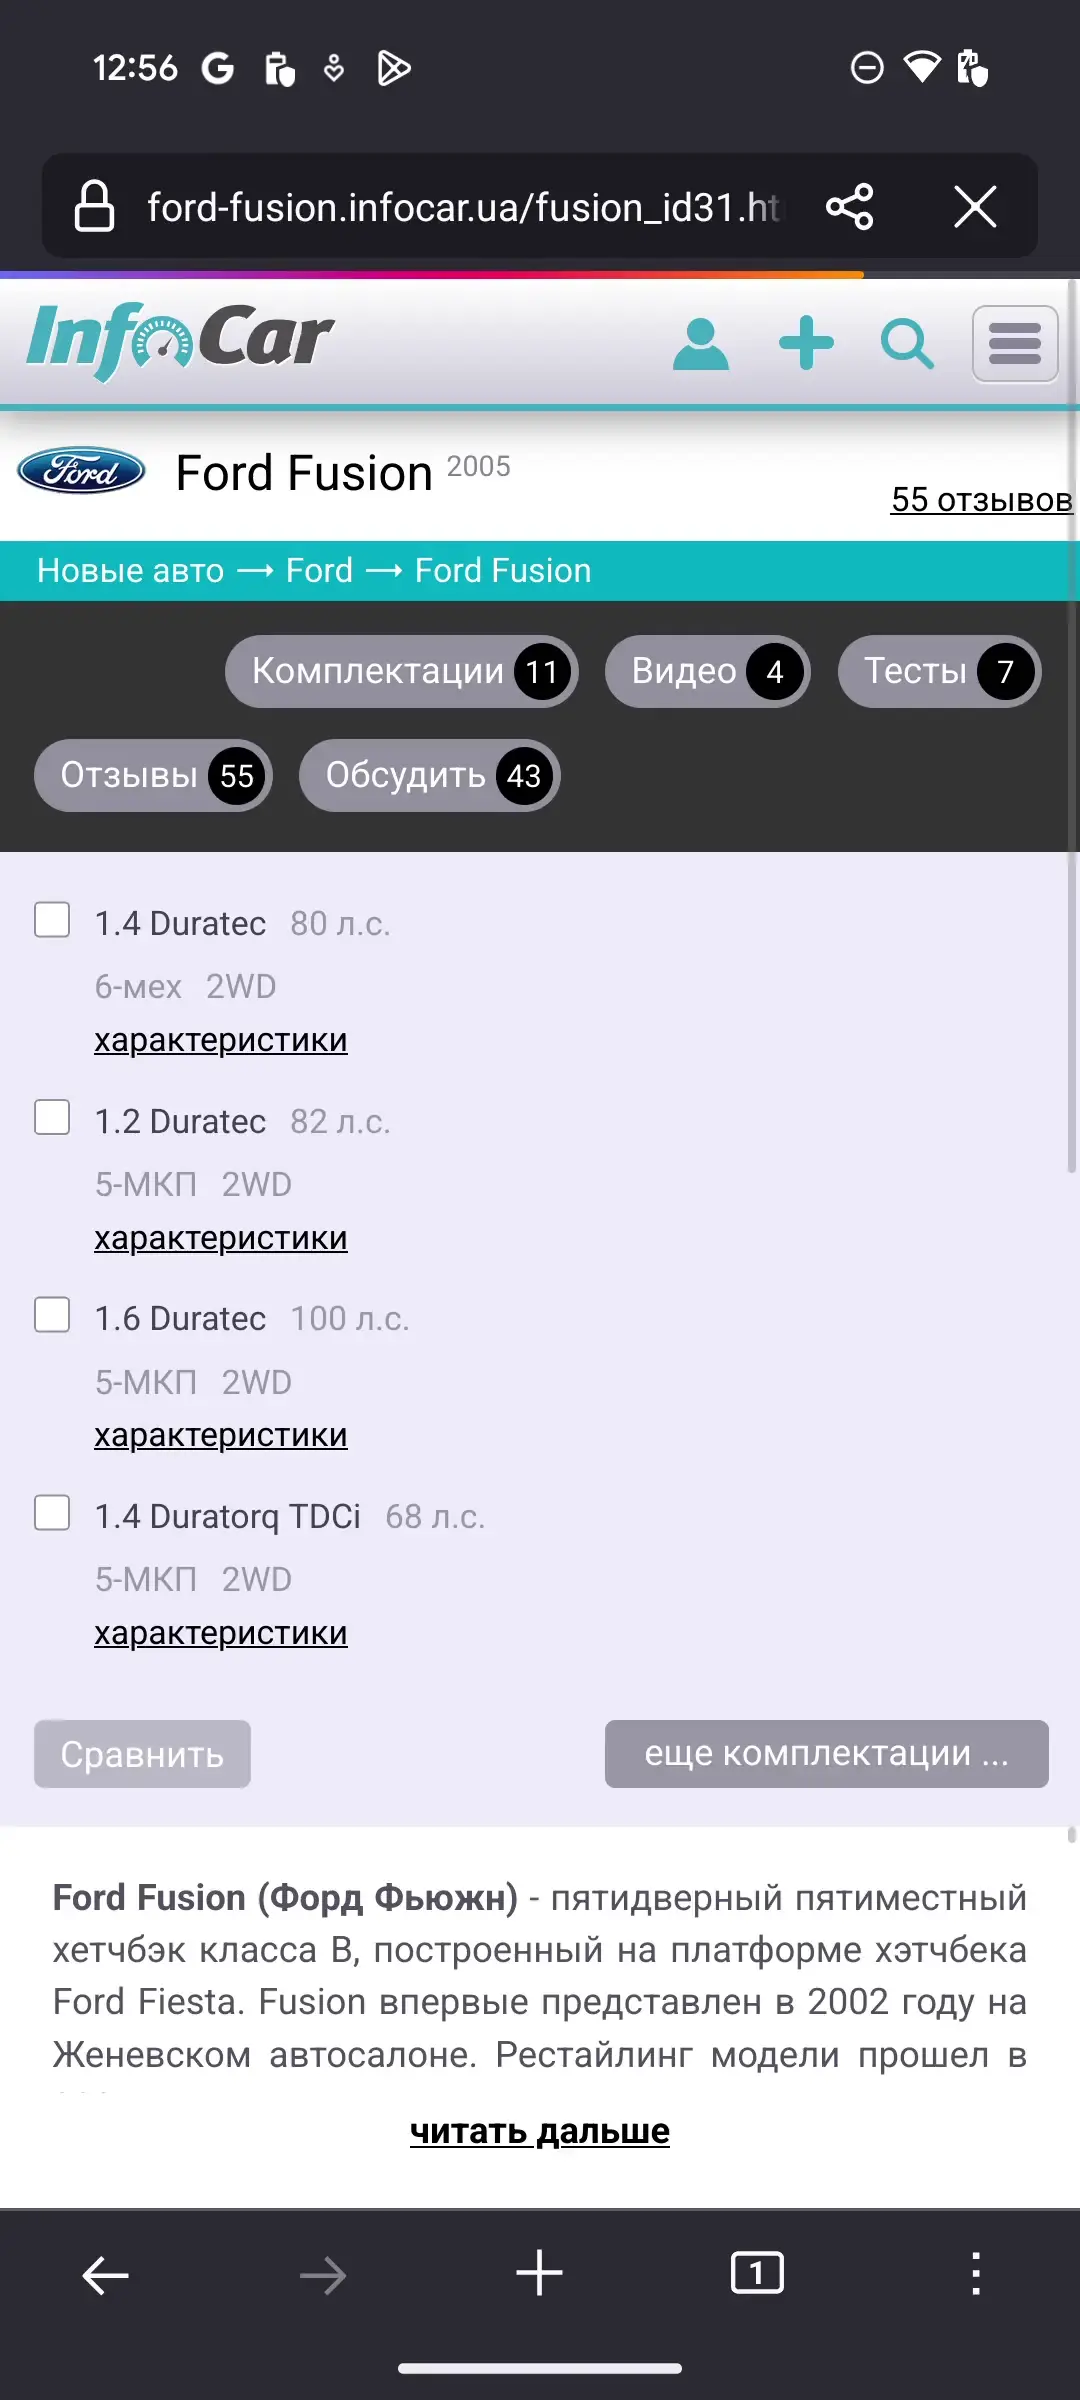 12:56
ford-fusion.infocar.ua/fusion_id31.ht
InfoCar
Ford
Ford Fusion 2005
55 отзывов
Новые авто → Ford → Ford Fusion
Комплектации 11 Видео 4 Тесты 7
Отзывы 55 Обсудить 43
1.4 Duratec 80 л.с.
6-мех 2WD
характеристики
1.2 Duratec 82 л.с.
5-МКП 2WD
характеристики
1.6 Duratec 100 л.с.
5-МКП 2WD
характеристики
1.4 Duratorq TDCi 68 л.с.
5-МКП 2WD
характеристики
Сравнить еще комплектации ...
Ford Fusion (Форд Фьюжн) - пятидверный пятиместный
хетчбэк класса В, построенный на платформе хэтчбека
Ford Fiesta. Fusion впервые представлен в 2002 году на
Женевском автосалоне. Рестайлинг модели прошел в
читать дальше
1